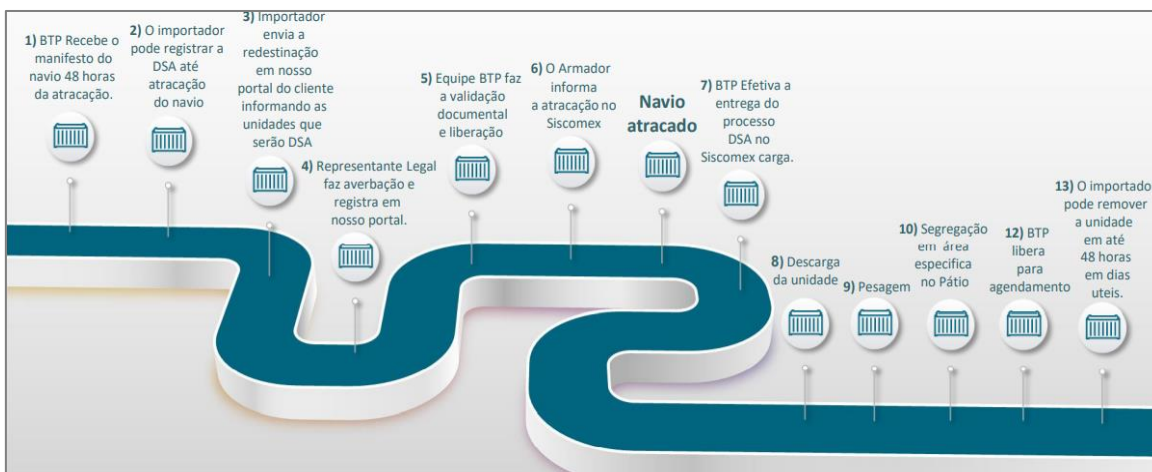 1) BTP Recebe o
manifesto do
navio 48 horas
da atracação.
2) O importador
pode registrar a
DSA até
atracação
do navio
3) Importador
envia a
redestinação
em nosso
portal do cliente
informando as
unidades que
serão DSA
4) Representante Legal
faz averbação e
registra em
nosso portal.
5) Equipe BTP faz
a validação
documental
e liberação
6) O Armador
informa
a atracação no
Siscomex
Navio
atracado
7) BTP Efetiva a
entrega do
processo
DSA no
Siscomex carga.
8) Descarga
da unidade
9) Pesagem
10) Segregação
em área
especifica
no Pátio
12) BTP
libera
para
agendamento
13) O importado
pode remover
a unidade
em até
48 horas
em dias
uteis.